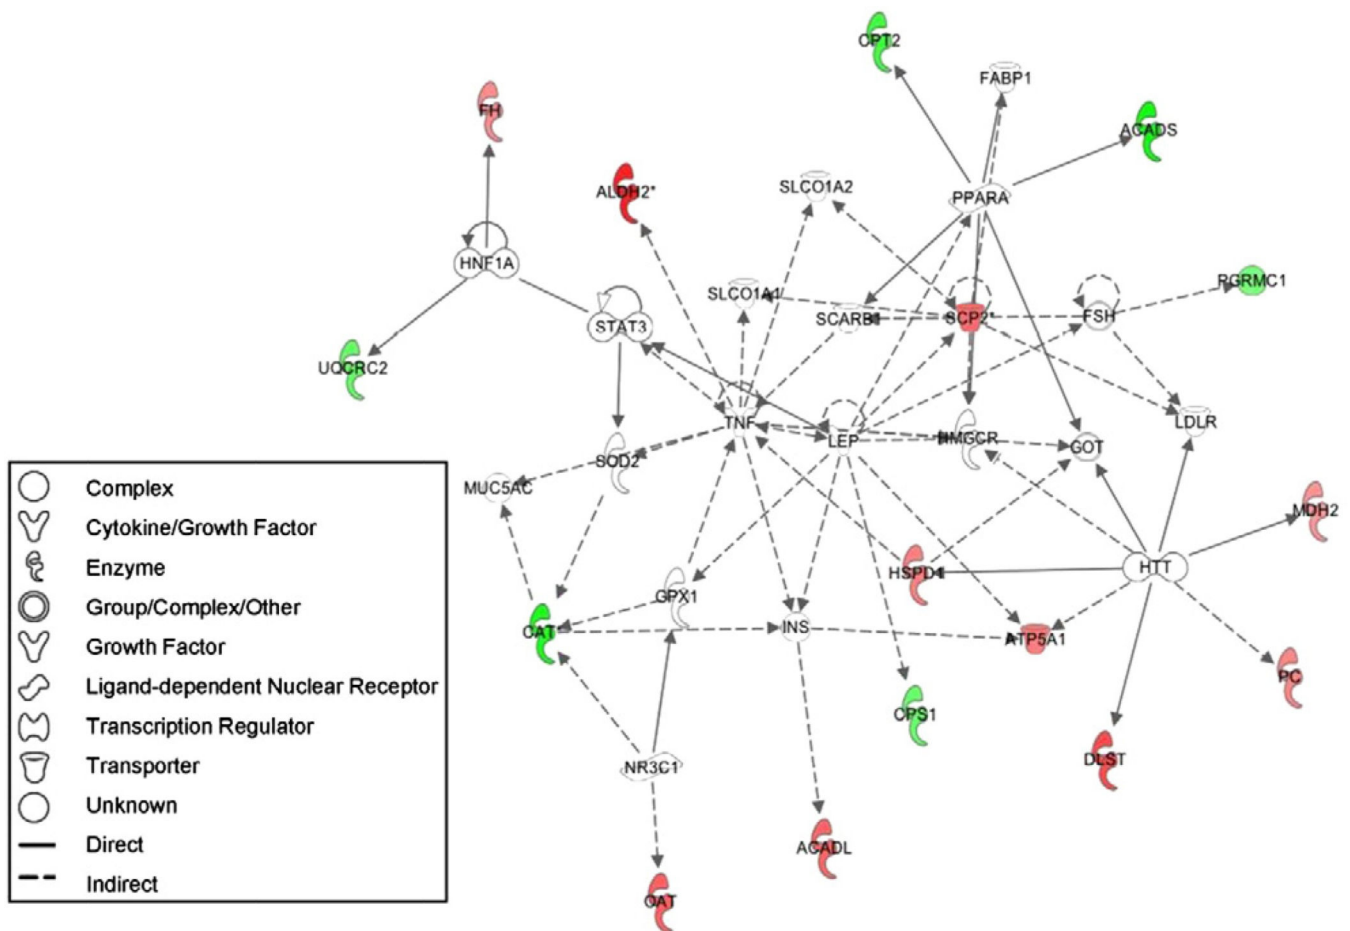 CPT2
FABP1
FH
ACADS
ALDH2*
SLCO1A2
PPARA
HNF1A
PGRMC1
SLCO1A1
SCARB1
SCP2*
FSH
STAT3
UQCRC2
TNF
LEP
HMGCR
GOT
LDLR
SOD2
MUC5AC
MDH2
HSPD1
HTT
GPX1
CAT
INS
ATP5A1
PC
CPS1
DLST
NR3C1
ACADL
OAT
Complex
Cytokine/Growth Factor
Enzyme
Group/Complex/Other
Growth Factor
Ligand-dependent Nuclear Receptor
Transcription Regulator
Transporter
Unknown
Direct
Indirect